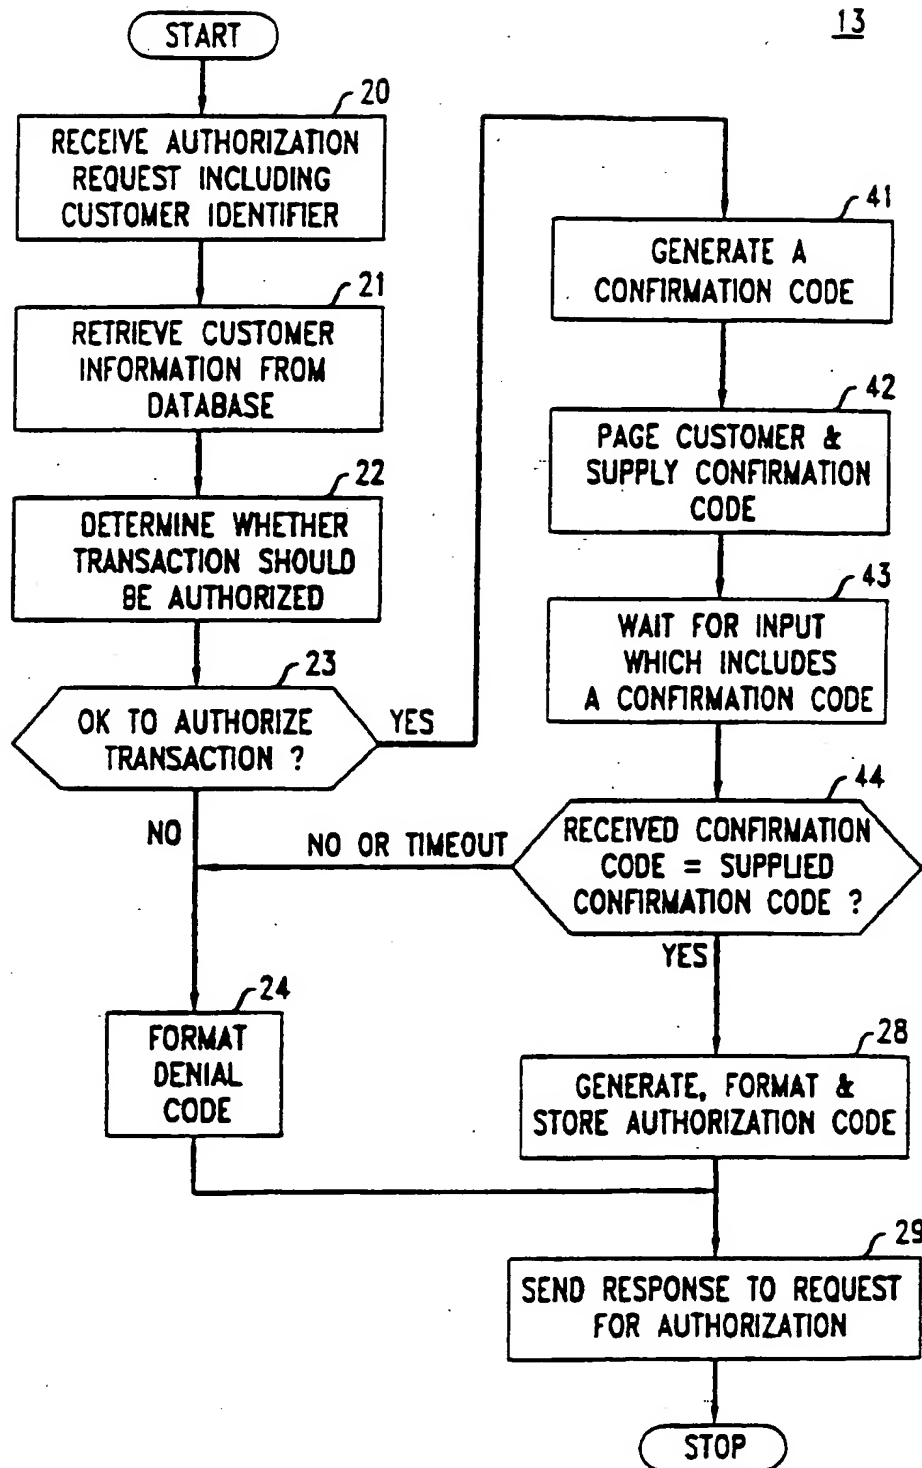 START
13
20
RECEIVE AUTHORIZATION
REQUEST INCLUDING
CUSTOMER IDENTIFIER
21
RETRIEVE CUSTOMER
INFORMATION FROM
DATABASE
22
DETERMINE WHETHER
TRANSACTION SHOULD
BE AUTHORIZED
23
OK TO AUTHORIZE
TRANSACTION ?
YES
NO
41
GENERATE A
CONFIRMATION CODE
42
PAGE CUSTOMER &
SUPPLY CONFIRMATION
CODE
43
WAIT FOR INPUT
WHICH INCLUDES
A CONFIRMATION CODE
44
RECEIVED CONFIRMATION
CODE = SUPPLIED
CONFIRMATION CODE ?
NO OR TIMEOUT
YES
24
FORMAT
DENIAL
CODE
28
GENERATE, FORMAT &
STORE AUTHORIZATION CODE
29
SEND RESPONSE TO REQUEST
FOR AUTHORIZATION
STOP